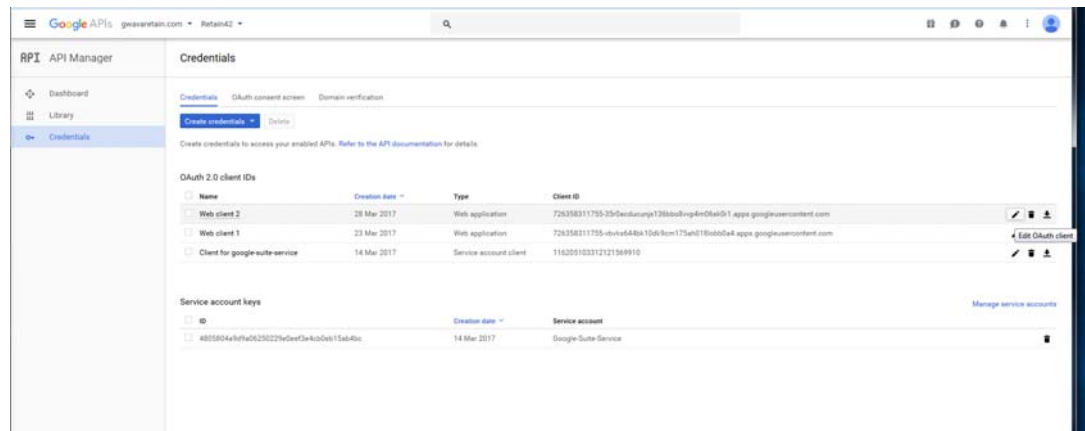 Google APIs gwavaretain.com Retain42
API API Manager
Credentials
Dashboard
Library
Credentials
Credentials OAuth consent screen Domain verification
Create credentials Delete
Create credentials to access your enabled APIs. Refer to the API documentation for details.
OAuth 2.0 client IDs
Name Creation date Type Client ID
Web client 2 28 Mar 2017 Web application
Web client 1 23 Mar 2017 Web application
Edit OAuth client
Client for google-suite-service 14 Mar 2017 Service account client 116205103312121569910
Service account keys Manage service accounts
ID Creation date Service account
14 Mar 2017 Google-Suite-Service